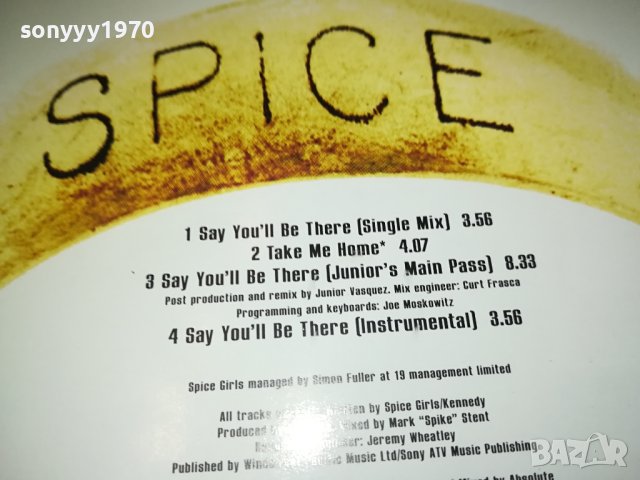 sonyyy1970
SPICE
1 Say You'll Be There (Single Mix) 3.56
2 Take Me Home* 4.07
3 Say You'll Be There (Junior's Main Pass) 8.33
Post production and remix by Junior Vasquez. Mix engineer: Curt Frasca
Programming and keyboards: Joe Moskowitz
4 Say You'll Be There (Instrumental) 3.56
Spice Girls managed by Simon Fuller at 19 management limited
All tracks by Spice Girls/Kennedy
Produced by Mark "Spike" Stent
Jeremy Wheatley
Published by Music Ltd/Sony ATV Music Publishing
Mixed by Absolute
BAZAR